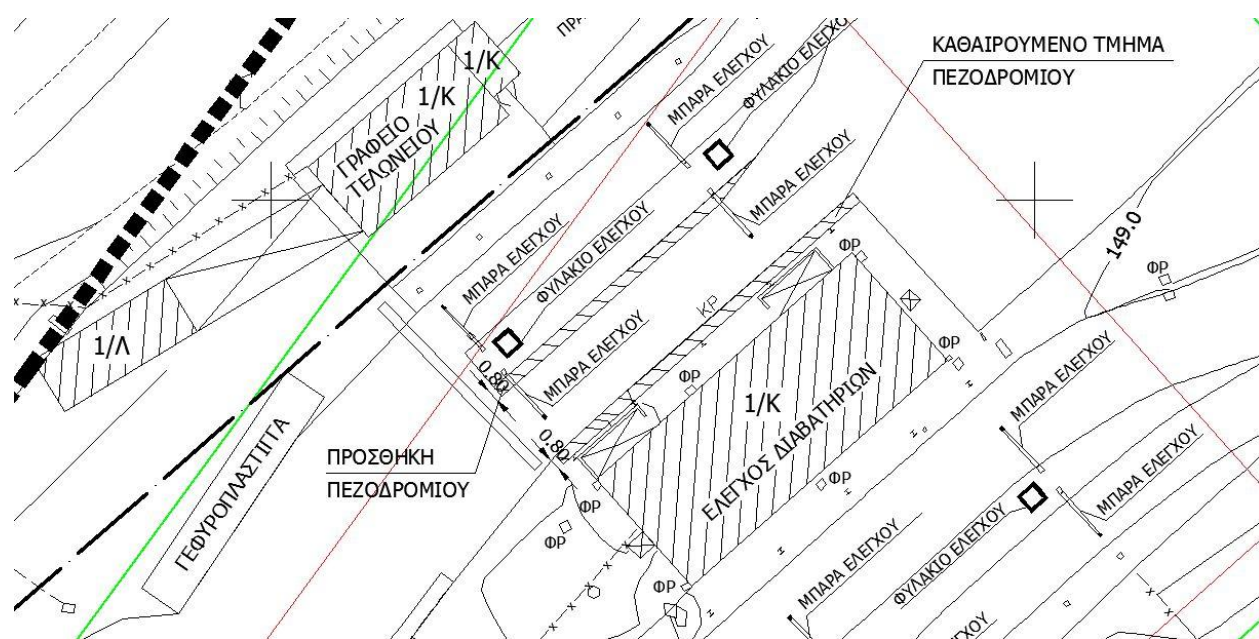 ΚΑΘΑΙΡΟΥΜΕΝΟ ΤΜΗΜΑ
ΠΕΖΟΔΡΟΜΙΟΥ
1/Κ
1/Κ
ΓΡΑΦΕΙΟ
ΤΕΛΩΝΕΙΟΥ
ΜΠΑΡΑ ΕΛΕΓΧΟΥ
ΦΥΛΑΚΙΟ ΕΛΕΓΧ
ΜΠΑΡΑ ΕΛΕΓΧΟΥ
ΜΠΑΡΑ ΕΛΕΓΧΟΥ
ΦΥΛΑΚΙΟ ΕΛΕΓΧΟΥ
ΜΠΑΡΑ ΕΛΕΓΧΟΥ
149.0
ΦΡ
ΦΡ
ΚΡ
1/Λ
0.80
0.80
ΦΡ
ΦΡ
1/Κ
ΕΛΕΓΧΟΣ ΔΙΑΒΑΤΗΡΙΩΝ
ΠΡΟΣΘΗΚΗ
ΠΕΖΟΔΡΟΜΙΟΥ
ΓΕΦΥΡΟΠΛΑΣΤΙΓΓΑ
ΦΡ
ΦΡ
ΦΡ
ΦΡ
ΜΠΑΡΑ ΕΛΕΓΧΟΥ
ΜΠΑΡΑ ΕΛΕΓΧΟΥ
ΦΥΛΑΚΙΟ ΕΛΕΓΧΟΥ
ΜΠΑΡΑ ΕΛΕΓΧΟΥ